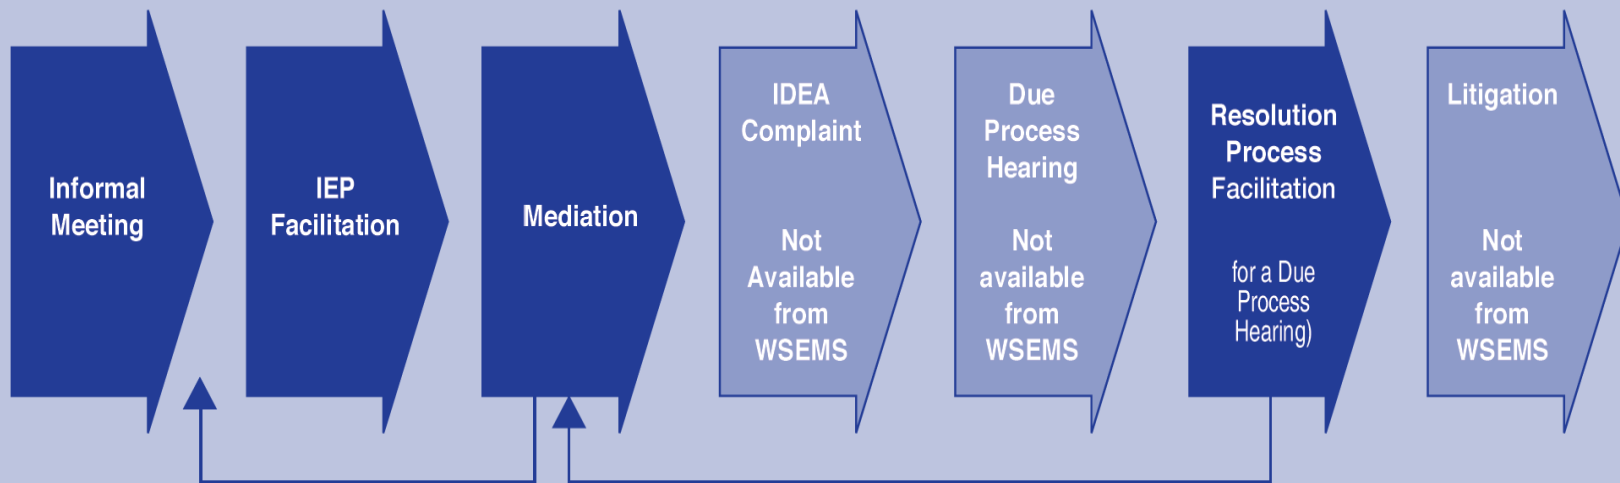 Informal
Meeting
IEP
Facilitation
Mediation
IDEA
Complaint
Not
Available
from
WSEMS
Due
Process
Hearing
Not
available
from
WSEMS
Resolution
Process
Facilitation
for a Due
Process
Hearing)
Litigation
Not
available
from
WSEMS